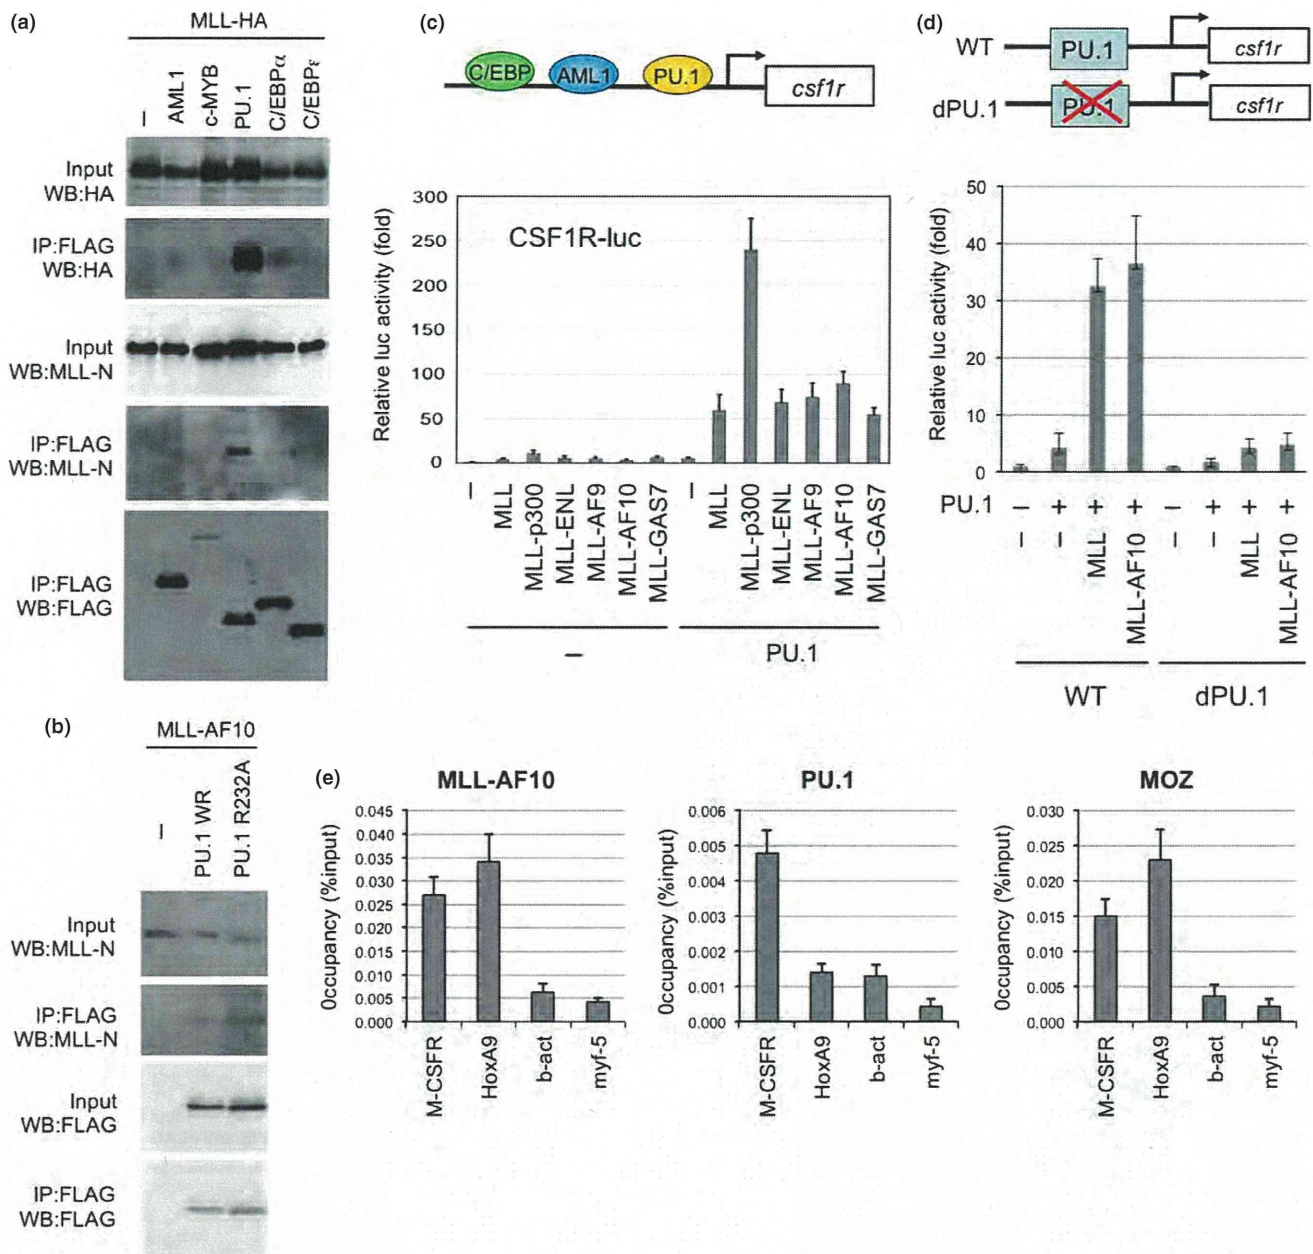 (a)
MLL-HA
–
AML1
c-MYB
PU.1
C/EBPα
C/EBPε
Input
WB:HA
IP:FLAG
WB:HA
Input
WB:MLL-N
IP:FLAG
WB:MLL-N
IP:FLAG
WB:FLAG
(b)
MLL-AF10
–
PU.1 WR
PU.1 R232A
Input
WB:MLL-N
IP:FLAG
WB:MLL-N
Input
WB:FLAG
IP:FLAG
WB:FLAG
(c)
C/EBP
AML1
PU.1
csf1r
CSF1R-luc
Relative luc activity (fold)
300
250
200
150
100
50
0
–
MLL
MLL-p300
MLL-ENL
MLL-AF9
MLL-AF10
MLL-GAS7
–
MLL
MLL-p300
MLL-ENL
MLL-AF9
MLL-AF10
MLL-GAS7
–
PU.1
(d)
WT
PU.1
csf1r
dPU.1
PU.1
csf1r
Relative luc activity (fold)
50
40
30
20
10
0
PU.1 – + + + – + + +
– – MLL MLL-AF10 – – MLL MLL-AF10
WT
dPU.1
(e)
MLL-AF10
Occupancy (%input)
0.045
0.040
0.035
0.030
0.025
0.020
0.015
0.010
0.005
0.000
M-CSFR
HoxA9
b-act
myf-5
PU.1
Occupancy (%input)
0.006
0.005
0.004
0.003
0.002
0.001
0.000
M-CSFR
HoxA9
b-act
myf-5
MOZ
Occupancy (%input)
0.030
0.025
0.020
0.015
0.010
0.005
0.000
M-CSFR
HoxA9
b-act
myf-5